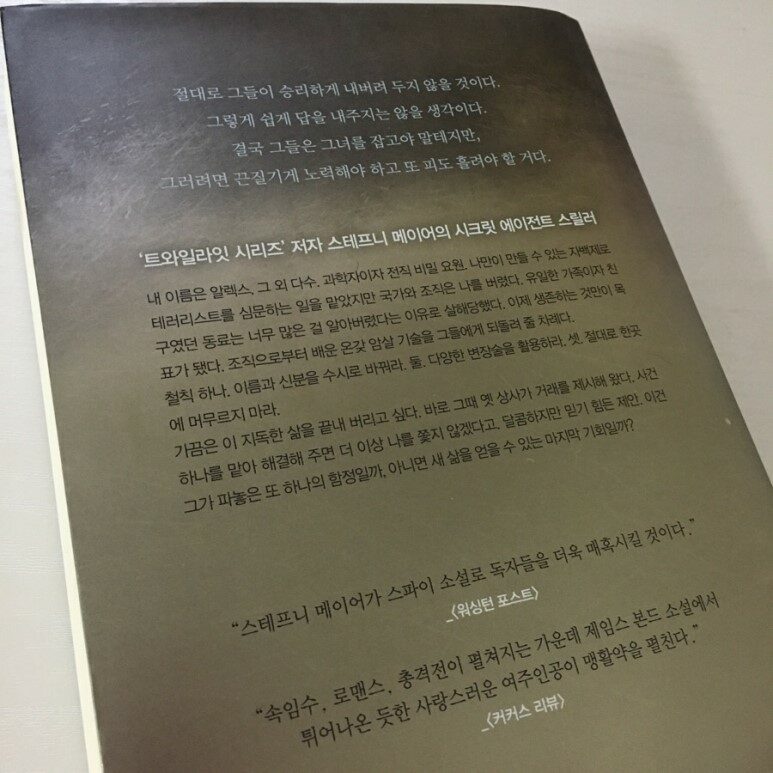 절대로 그들이 승리하게 내버려 두지 않을 것이다.
그렇게 쉽게 답을 내주지는 않을 생각이다.
결국 그들은 그녀를 잡고야 말테지만,
그러려면 끈질기게 노력해야 하고 또 피도 흘려야 할 거다.
'트와일라잇 시리즈' 저자 스테프니 메이어의 시크릿 에이전트 스릴러
내 이름은 알렉스. 그 외 다수. 과학자이자 전직 비밀 요원. 나만이 만들 수 있는 자백제로
테러리스트를 심문하는 일을 맡았지만 국가와 조직은 나를 버렸다. 유일한 가족이자 친
구였던 동료는 너무 많은 걸 알아버렸다는 이유로 살해당했다. 이제 생존하는 것만이 목
표가 됐다. 조직으로부터 배운 온갖 암살 기술을 그들에게 되돌려 줄 차례다.
철칙 하나. 이름과 신분을 수시로 바꿔라. 둘. 다양한 변장술을 활용하라. 셋. 절대로 한곳
에 머무르지 마라.
가끔은 이 지독한 삶을 끝내 버리고 싶다. 바로 그때 옛 상사가 거래를 제시해 왔다. 사건
하나를 맡아 해결해 주면 더 이상 나를 쫓지 않겠다고. 달콤하지만 믿기 힘든 제안. 이건
그가 파놓은 또 하나의 함정일까, 아니면 새 삶을 얻을 수 있는 마지막 기회일까?
“스테프니 메이어가 스파이 소설로 독자들을 더욱 매혹시킬 것이다.”
_〈워싱턴 포스트〉
“속임수, 로맨스, 총격전이 펼쳐지는 가운데 제임스 본드 소설에서
튀어나온 듯한 사랑스러운 여주인공이 맹활약을 펼친다.”
_〈커커스 리뷰〉